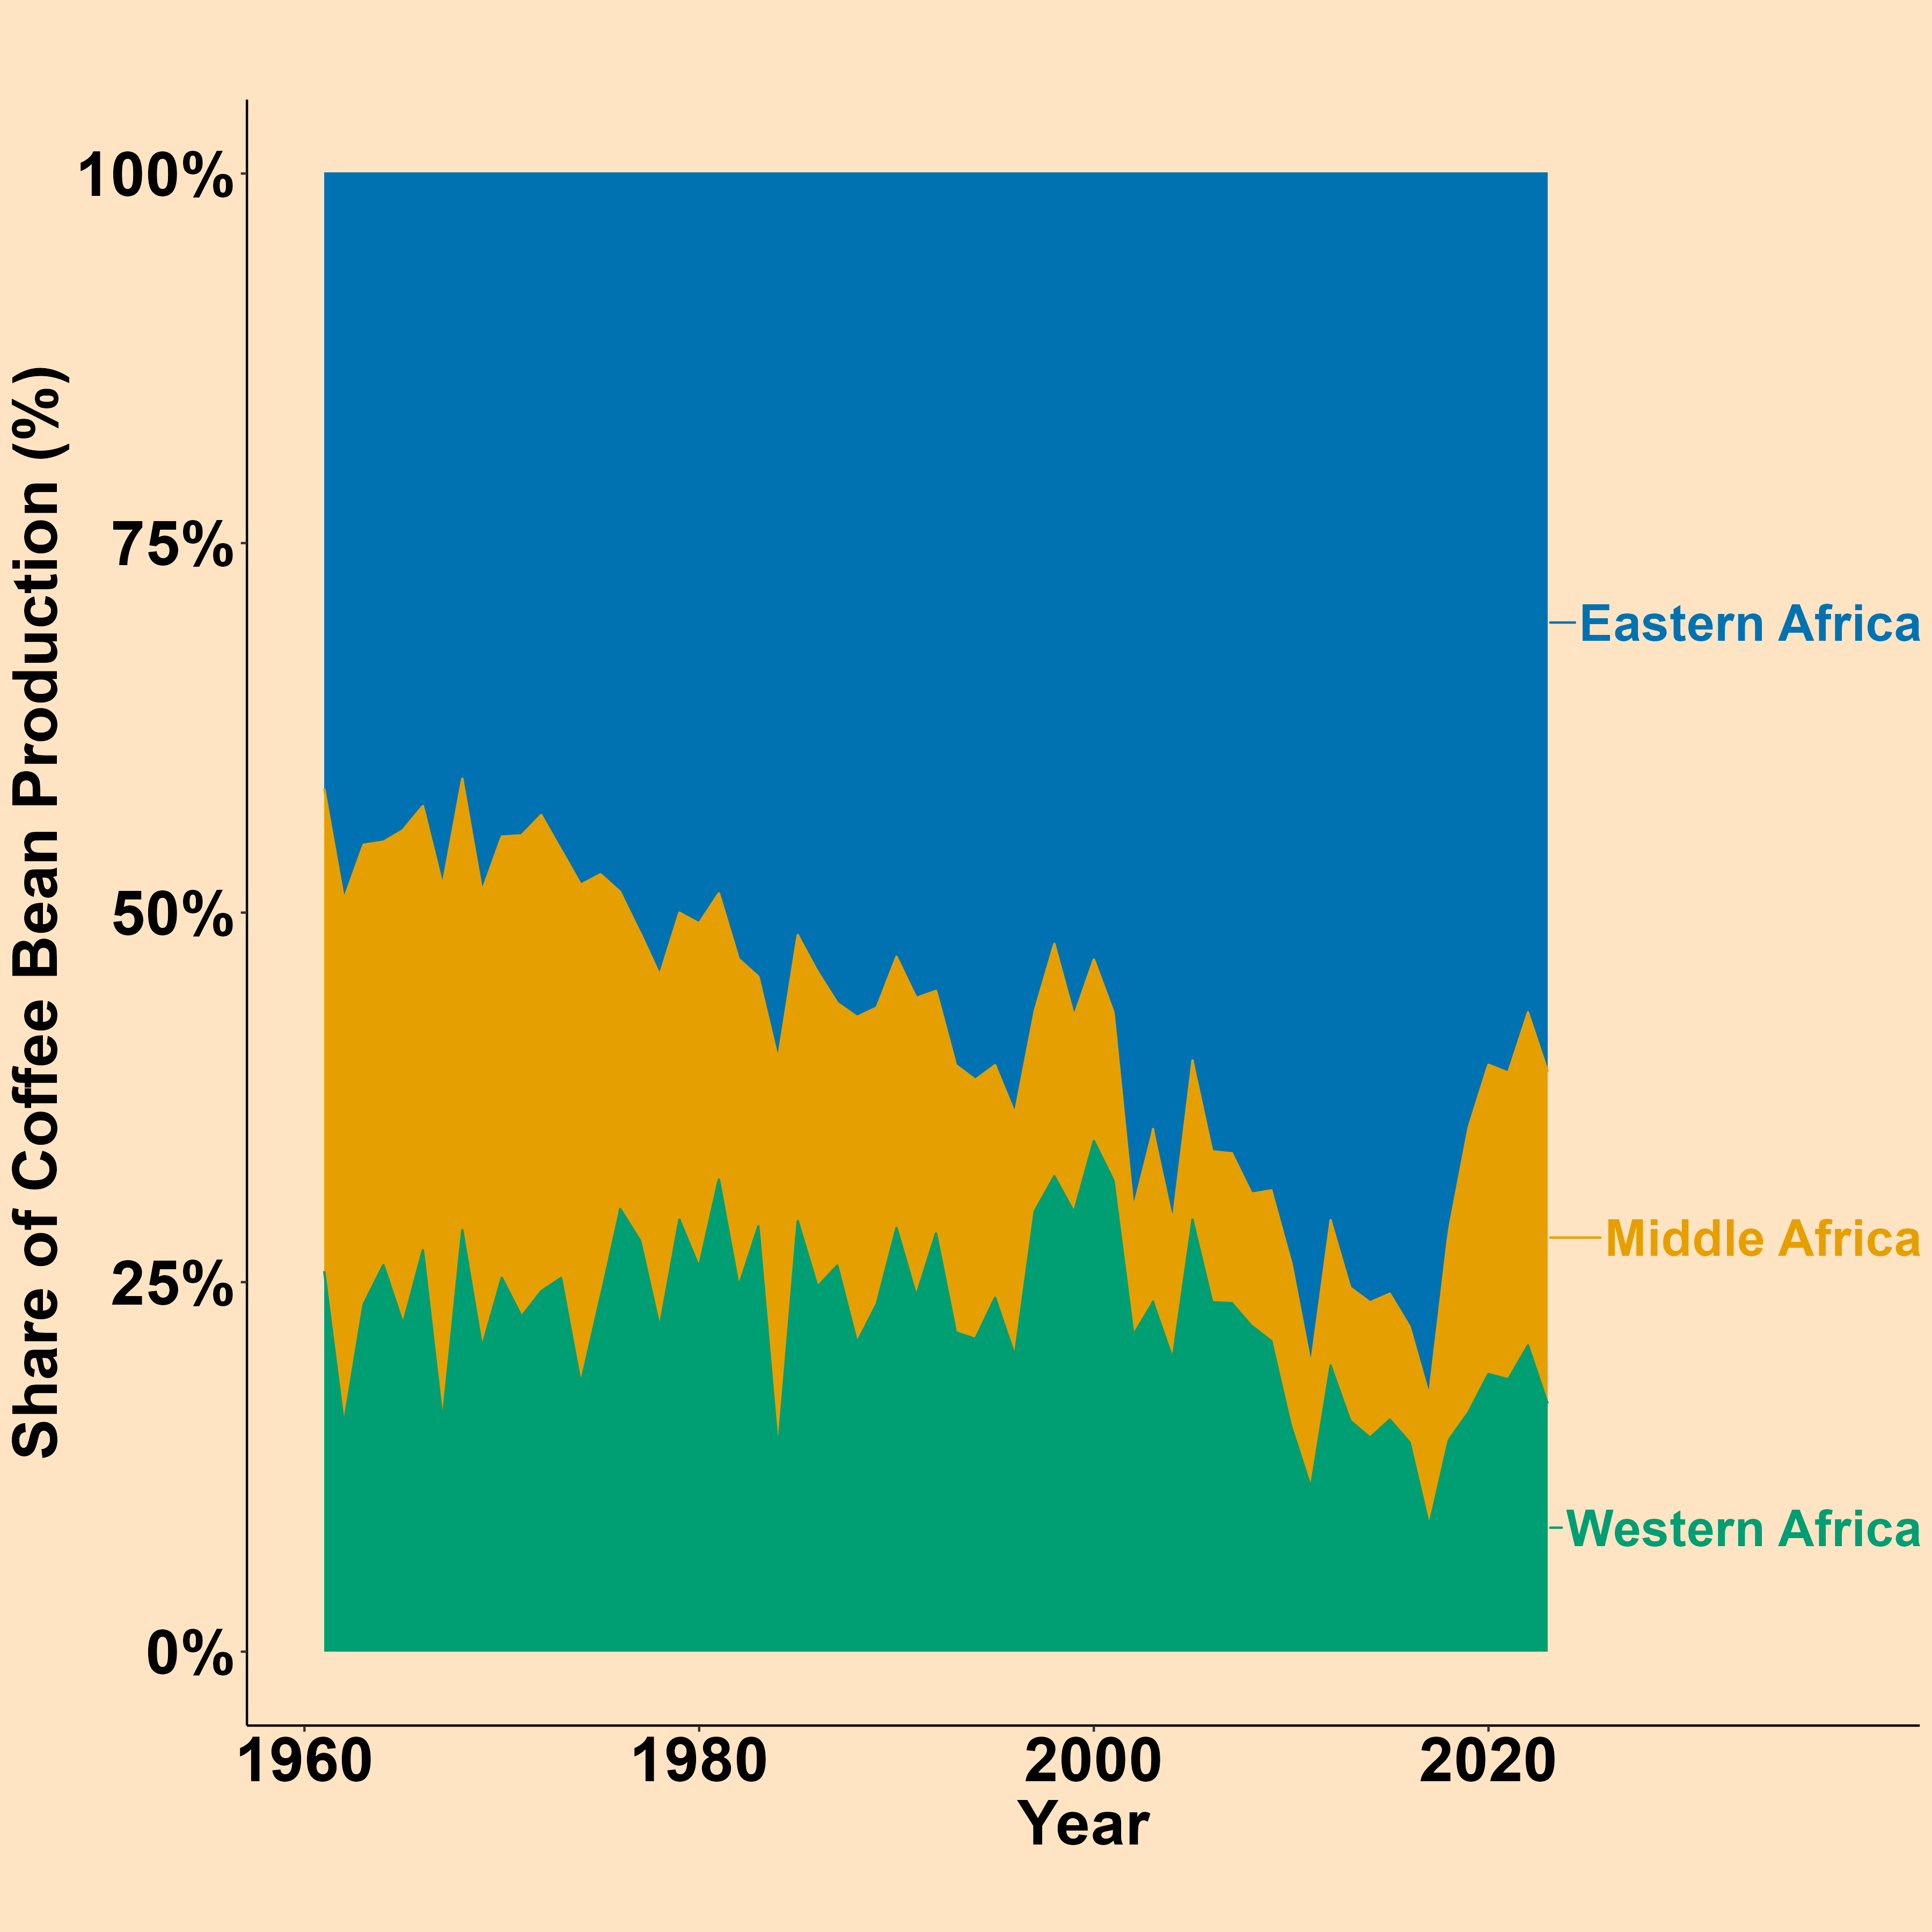 Share of Coffee Bean Production (%)
100%
75%
50%
25%
0%
1960
1980
2000
2020
Year
Eastern Africa
Middle Africa
Western Africa